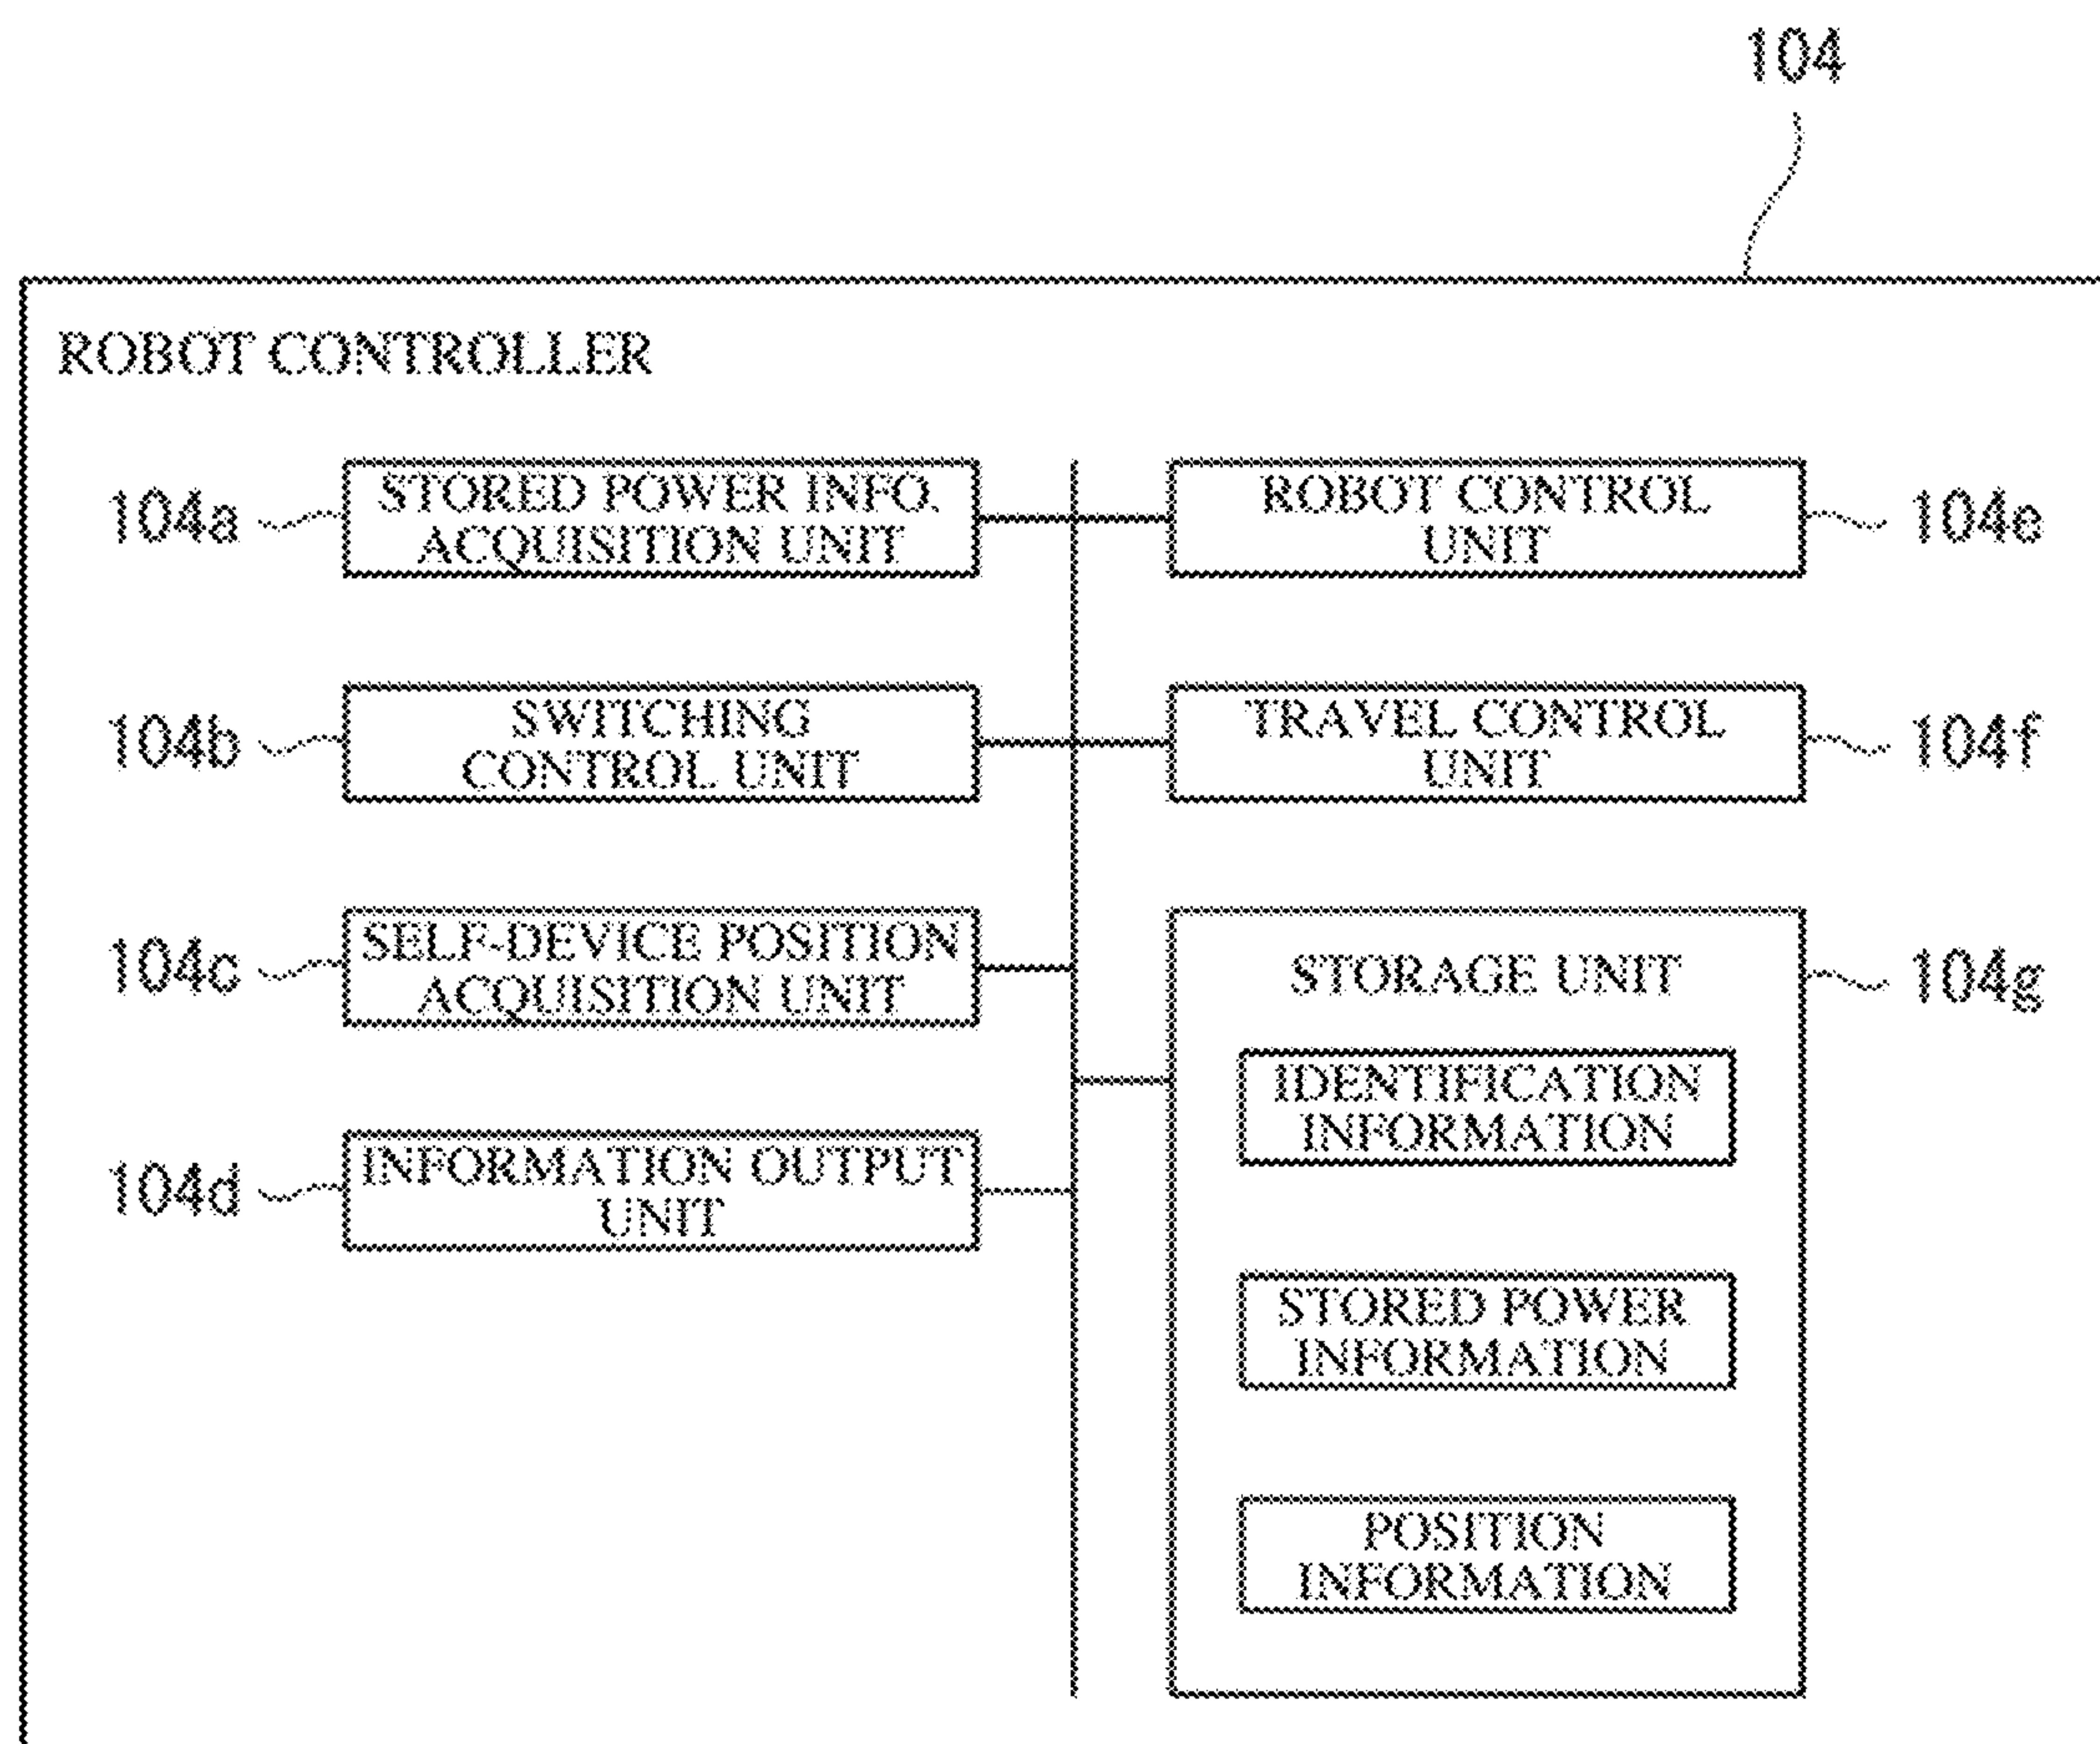 104
ROBOT CONTROLLER
104a
STORED POWER INFO.
ACQUISITION UNIT
104b
SWITCHING
CONTROL UNIT
104c
SELF-DEVICE POSITION
ACQUISITION UNIT
104d
INFORMATION OUTPUT
UNIT
ROBOT CONTROL
UNIT
104e
TRAVEL CONTROL
UNIT
104f
STORAGE UNIT
104g
IDENTIFICATION
INFORMATION
STORED POWER
INFORMATION
POSITION
INFORMATION